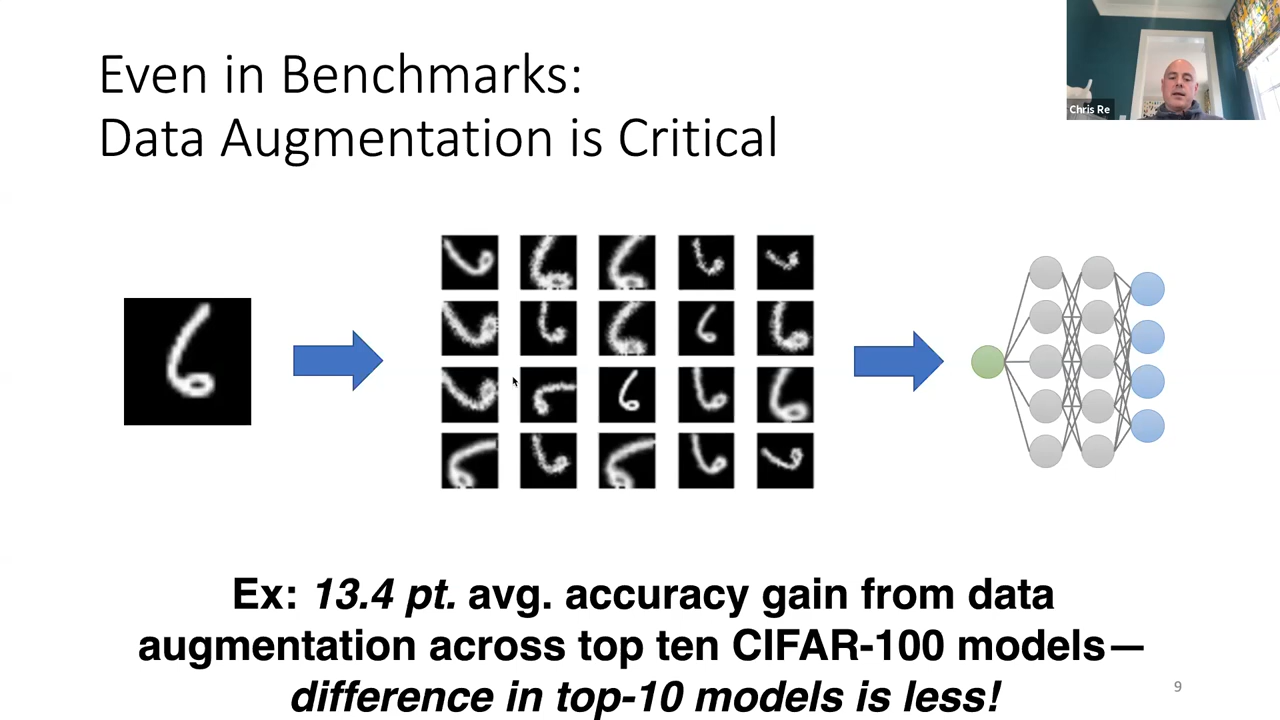 Even in Benchmarks:
Data Augmentation is Critical
Chris Re
Ex: 13.4 pt. avg. accuracy gain from data
augmentation across top ten CIFAR-100 models—
difference in top-10 models is less!
9